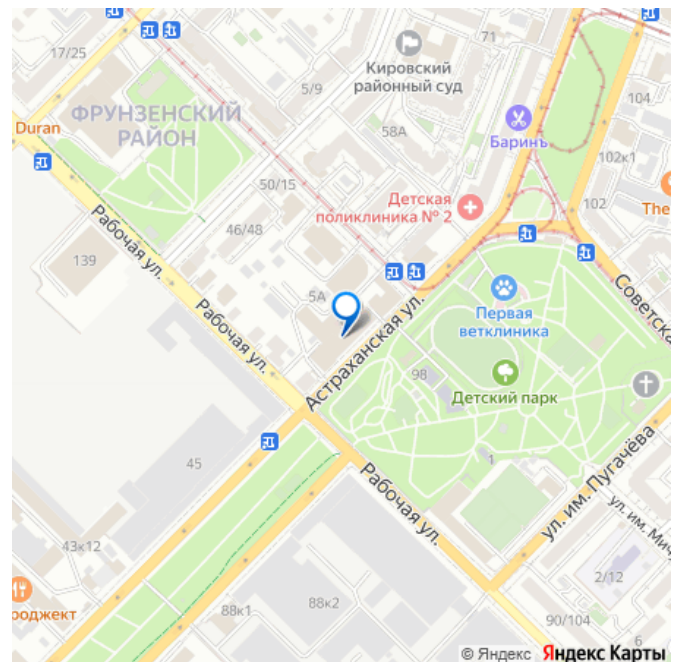 17/25
71
Кировский
районный суд
5/9
104
ФРУНЗЕНСКИЙ
РАЙОН
Duran
58А
Баринъ
102к1
50/15
Детская
поликлиника № 2
102
The
46/48
Рабочая ул.
139
5А
Рабочая ул.
Астраханская ул.
Первая
ветклиника
Советска
98
Детский парк
45
1
Рабочая ул.
ул. им. Пугачёва
ул. им. Мичу
43к12
2/12
роджект
88к1
88к2
90/104
6
© Яндекс Яндекс Карты